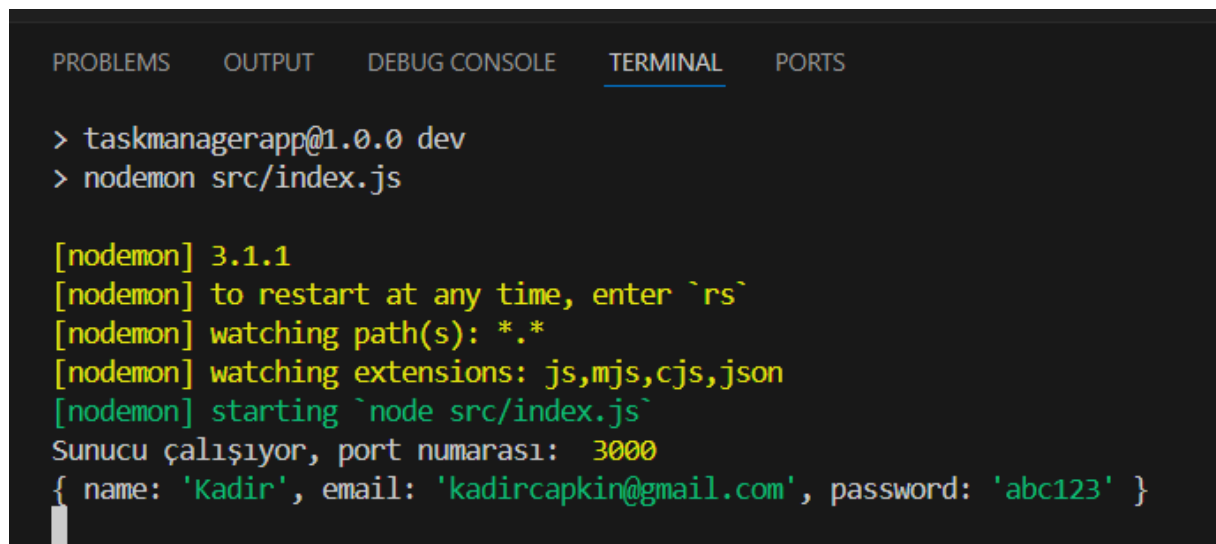 PROBLEMS OUTPUT DEBUG CONSOLE TERMINAL PORTS
> taskmanagerapp@1.0.0 dev
> nodemon src/index.js
[nodemon] 3.1.1
[nodemon] to restart at any time, enter `rs`
[nodemon] watching path(s): *.*
[nodemon] watching extensions: js,mjs,cjs,json
[nodemon] starting `node src/index.js`
Sunucu çalışıyor, port numarası:  3000
{ name: 'Kadir', email: 'kadircapkin@gmail.com', password: 'abc123' }